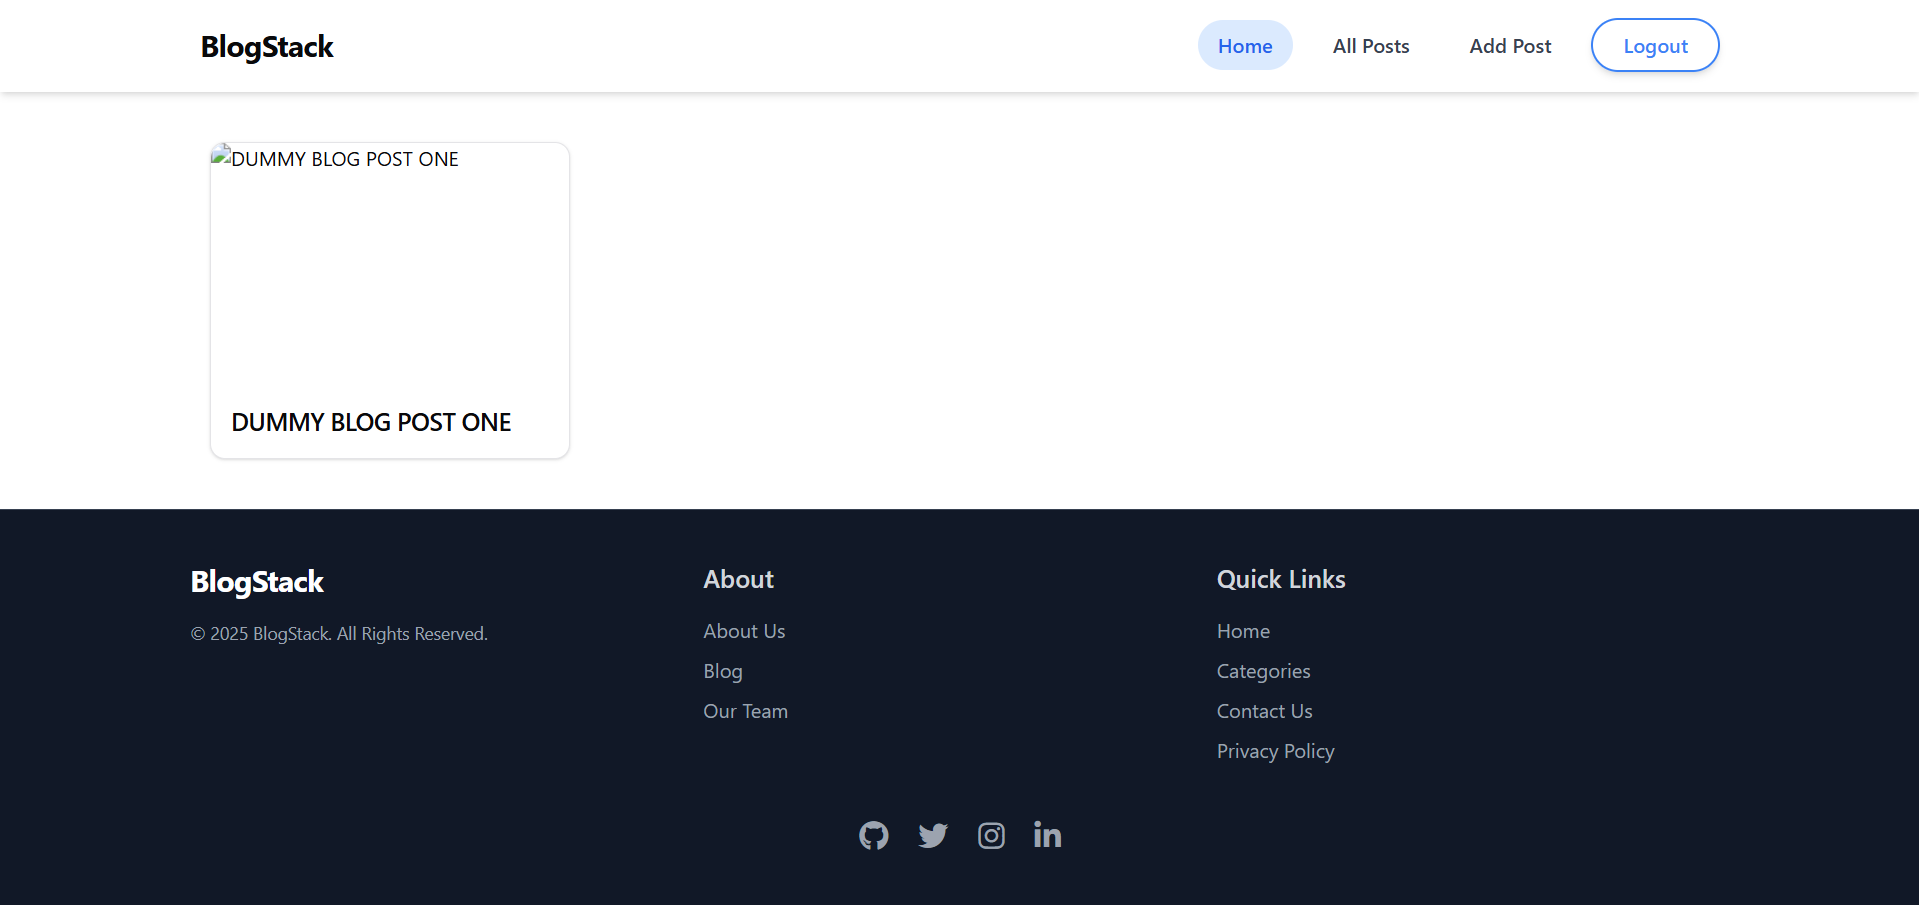 BlogStack
Home
All Posts
Add Post
Logout
DUMMY BLOG POST ONE
DUMMY BLOG POST ONE
BlogStack
© 2025 BlogStack. All Rights Reserved.
About
About Us
Blog
Our Team
Quick Links
Home
Categories
Contact Us
Privacy Policy